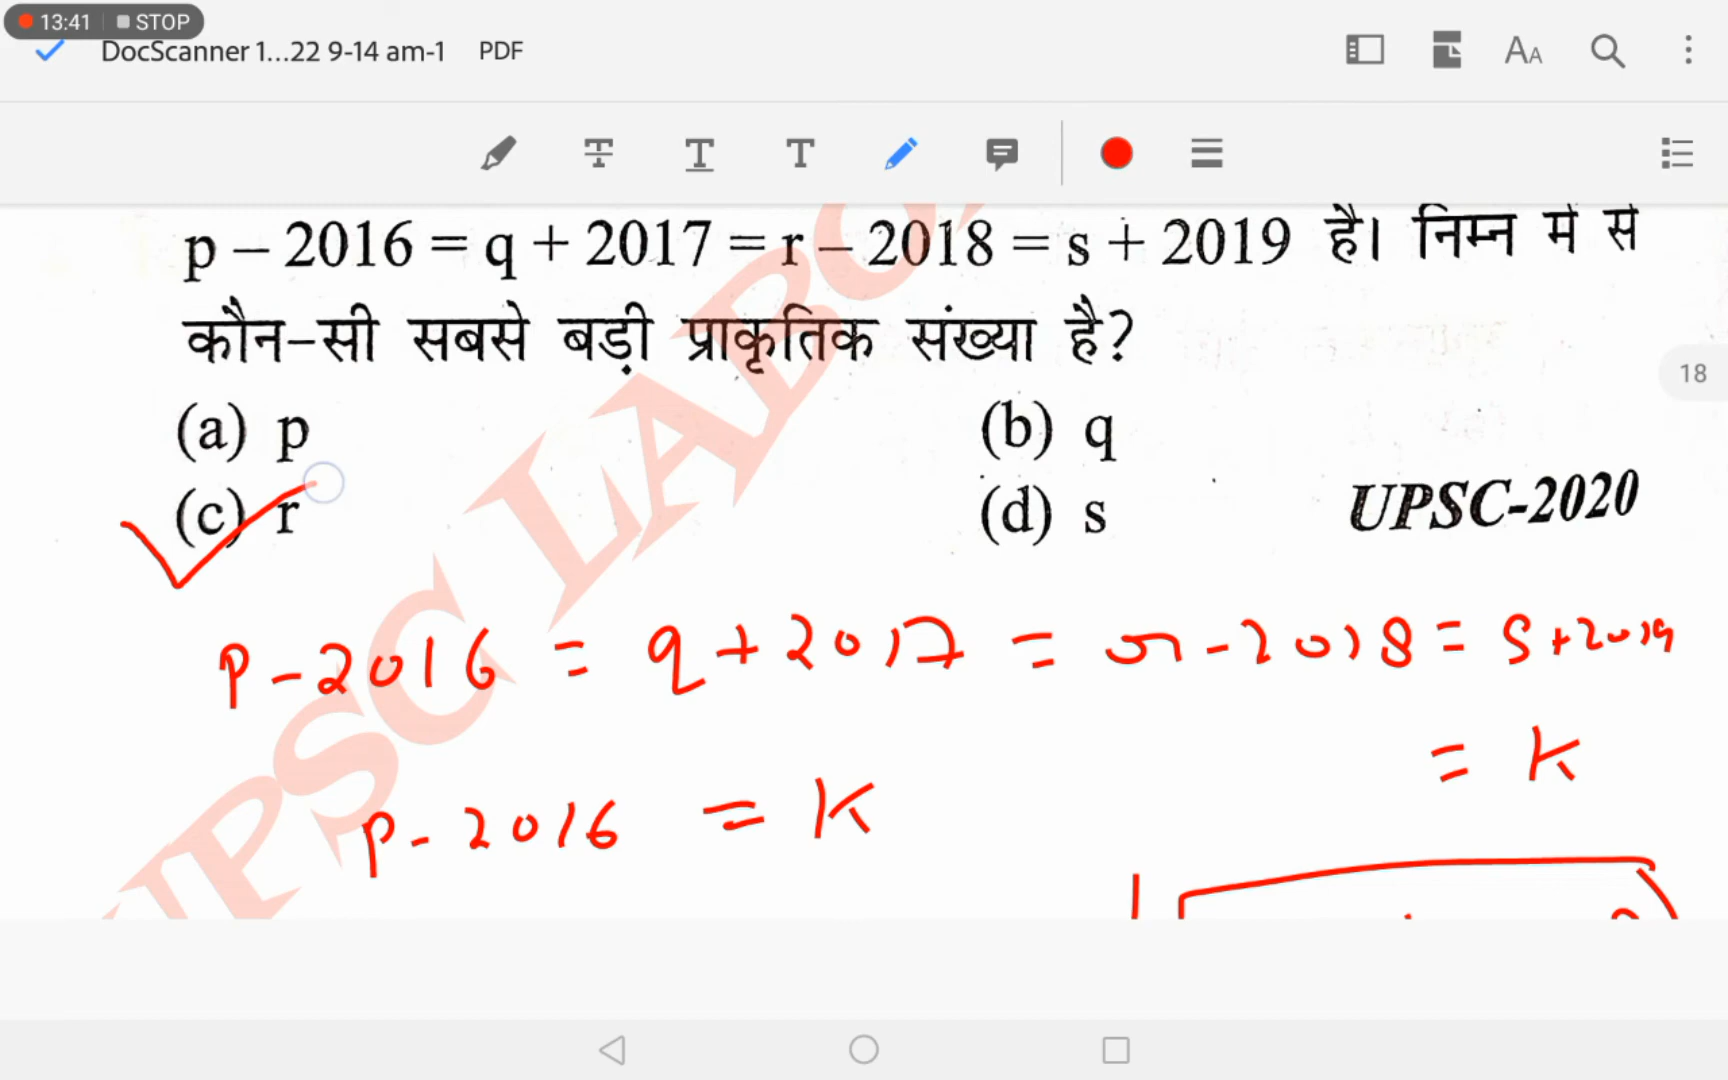 13:41 STOP
DocScanner 1...22 9-14 am-1 PDF
p – 2016 = q + 2017 = r – 2018 = s + 2019 है। निम्न में से
कौन-सी सबसे बड़ी प्राकृतिक संख्या है?
18
(a) p (b) q
(c) r (d) s UPSC-2020
p - 2016 = q + 2017 = r - 2018 = s + 2019
= K
p - 2016 = K
UPSC LABO